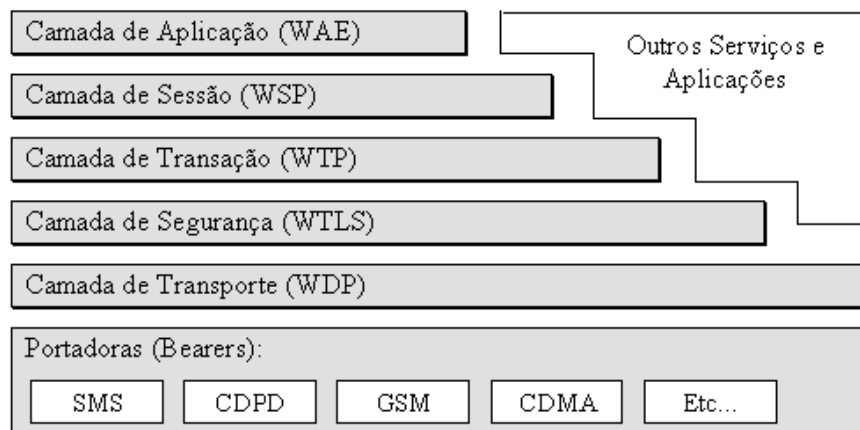 Camada de Aplicação (WAE)
Outros Serviços e
Aplicações
Camada de Sessão (WSP)
Camada de Transação (WTP)
Camada de Segurança (WTLS)
Camada de Transporte (WDP)
Portadoras (Bearers):
SMS
CDPD
GSM
CDMA
Etc...